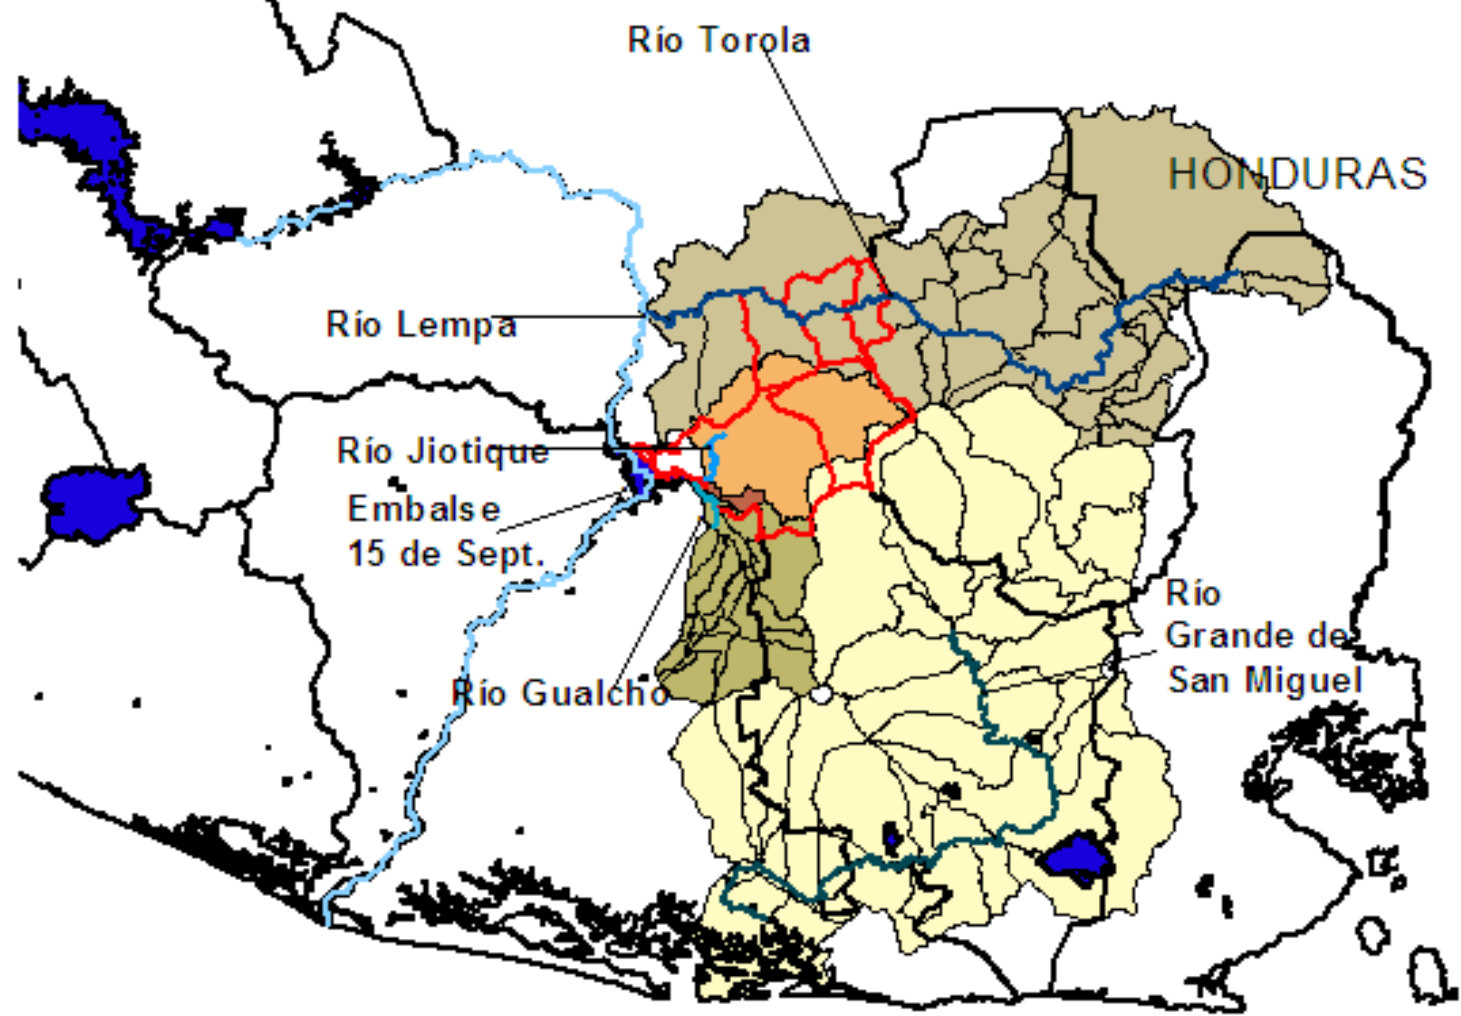 Río Torola
HONDURAS
Río Lempa
Río Jiotique
Embalse
15 de Sept.
Río
Grande de
San Miguel
Río Gualcho